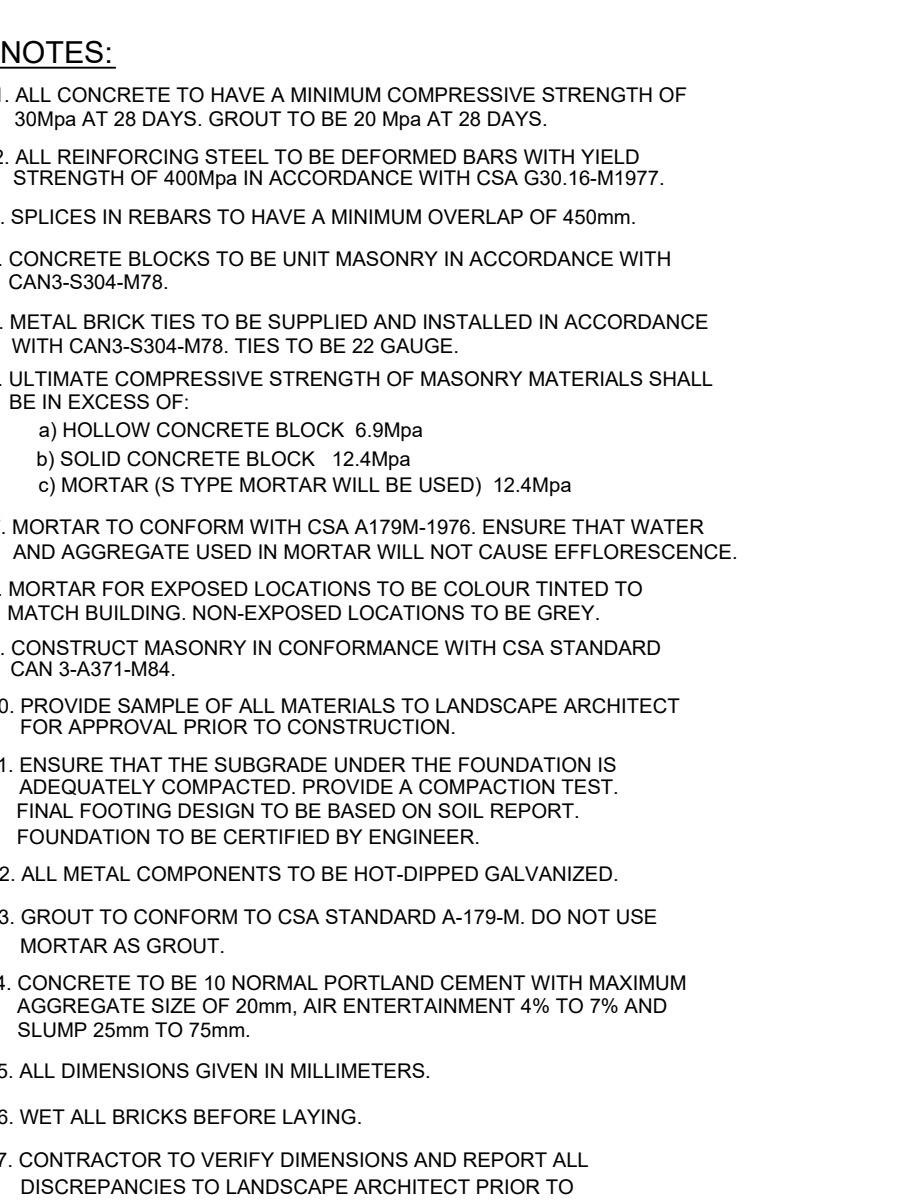 NOTES:
1. ALL CONCRETE TO HAVE A MINIMUM COMPRESSIVE STRENGTH OF
30Mpa AT 28 DAYS. GROUT TO BE 20 Mpa AT 28 DAYS.
2. ALL REINFORCING STEEL TO BE DEFORMED BARS WITH YIELD
STRENGTH OF 400Mpa IN ACCORDANCE WITH CSA G30.16-M1977.
. SPLICES IN REBARS TO HAVE A MINIMUM OVERLAP OF 450mm.
. CONCRETE BLOCKS TO BE UNIT MASONRY IN ACCORDANCE WITH
CAN3-S304-M78.
. METAL BRICK TIES TO BE SUPPLIED AND INSTALLED IN ACCORDANCE
WITH CAN3-S304-M78. TIES TO BE 22 GAUGE.
. ULTIMATE COMPRESSIVE STRENGTH OF MASONRY MATERIALS SHALL
BE IN EXCESS OF:
a) HOLLOW CONCRETE BLOCK 6.9Mpa
b) SOLID CONCRETE BLOCK 12.4Mpa
c) MORTAR (S TYPE MORTAR WILL BE USED) 12.4Mpa
. MORTAR TO CONFORM WITH CSA A179M-1976. ENSURE THAT WATER
AND AGGREGATE USED IN MORTAR WILL NOT CAUSE EFFLORESCENCE.
. MORTAR FOR EXPOSED LOCATIONS TO BE COLOUR TINTED TO
MATCH BUILDING. NON-EXPOSED LOCATIONS TO BE GREY.
. CONSTRUCT MASONRY IN CONFORMANCE WITH CSA STANDARD
CAN 3-A371-M84.
0. PROVIDE SAMPLE OF ALL MATERIALS TO LANDSCAPE ARCHITECT
FOR APPROVAL PRIOR TO CONSTRUCTION.
1. ENSURE THAT THE SUBGRADE UNDER THE FOUNDATION IS
ADEQUATELY COMPACTED. PROVIDE A COMPACTION TEST.
FINAL FOOTING DESIGN TO BE BASED ON SOIL REPORT.
FOUNDATION TO BE CERTIFIED BY ENGINEER.
2. ALL METAL COMPONENTS TO BE HOT-DIPPED GALVANIZED.
3. GROUT TO CONFORM TO CSA STANDARD A-179-M. DO NOT USE
MORTAR AS GROUT.
4. CONCRETE TO BE 10 NORMAL PORTLAND CEMENT WITH MAXIMUM
AGGREGATE SIZE OF 20mm, AIR ENTERTAINMENT 4% TO 7% AND
SLUMP 25mm TO 75mm.
5. ALL DIMENSIONS GIVEN IN MILLIMETERS.
6. WET ALL BRICKS BEFORE LAYING.
7. CONTRACTOR TO VERIFY DIMENSIONS AND REPORT ALL
DISCREPANCIES TO LANDSCAPE ARCHITECT PRIOR TO